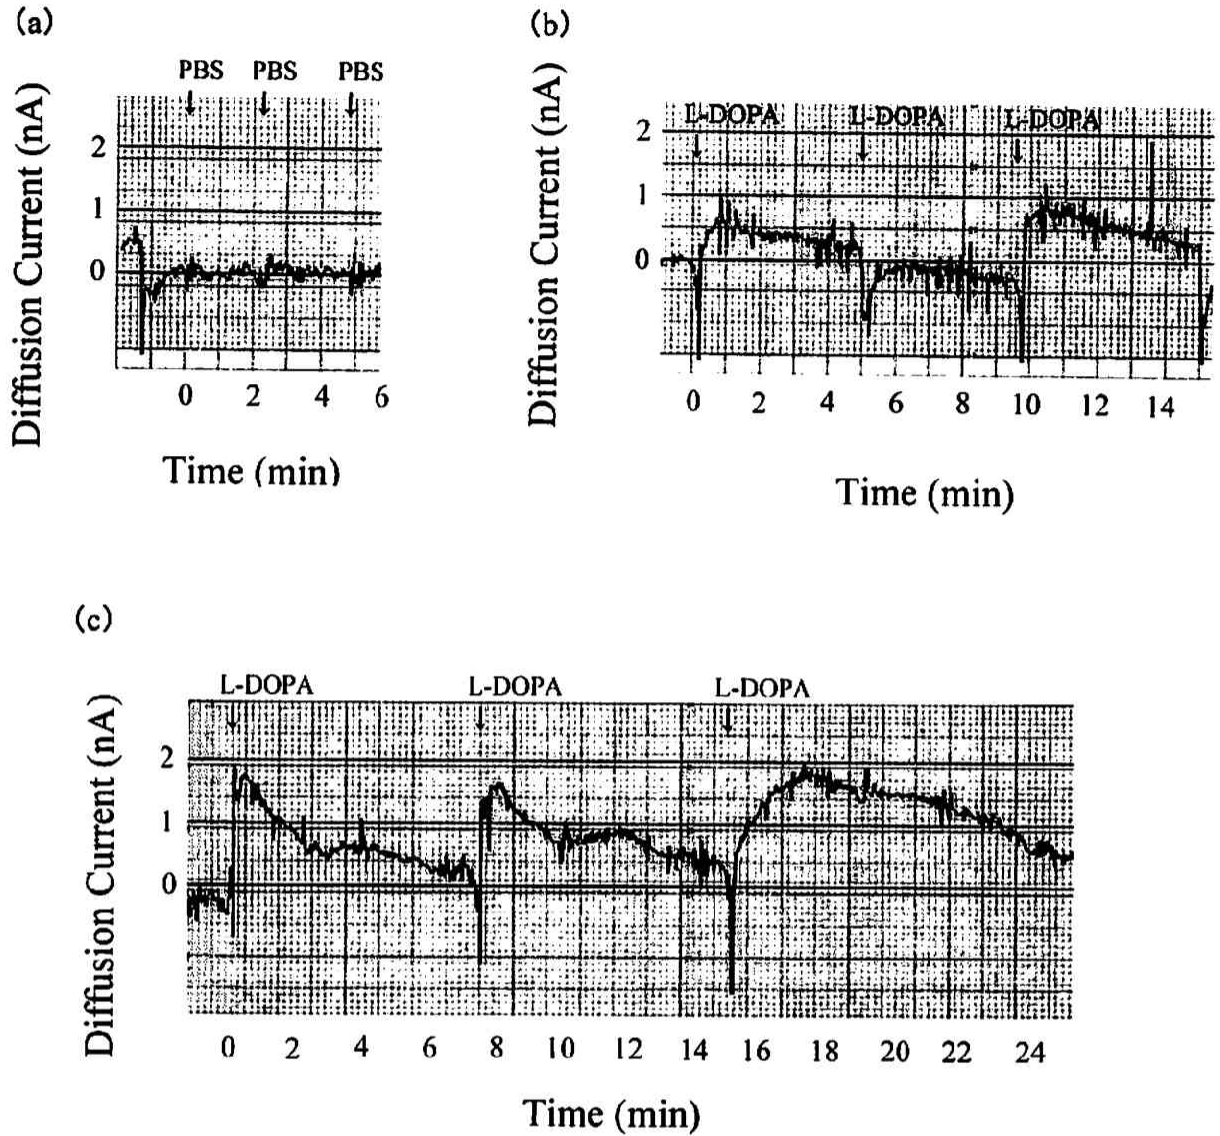 (a)
PBS PBS PBS
Diffusion Current (nA)
2
1
0
0 2 4 6
Time (min)
(b)
L-DOPA L-DOPA L-DOPA
Diffusion Current (nA)
2
1
0
0 2 4 6 8 10 12 14
Time (min)
(c)
L-DOPA L-DOPA L-DOPA
Diffusion Current (nA)
2
1
0
0 2 4 6 8 10 12 14 16 18 20 22 24
Time (min)